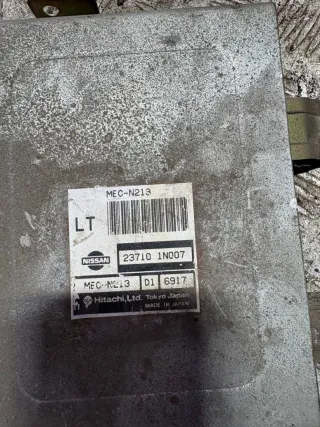 MEC-N213
LT
NISSAN 23710 1N007
MEC-N213 D1 6917
Hitachi,Ltd. Tokyo Japan
MADE IN JAPAN